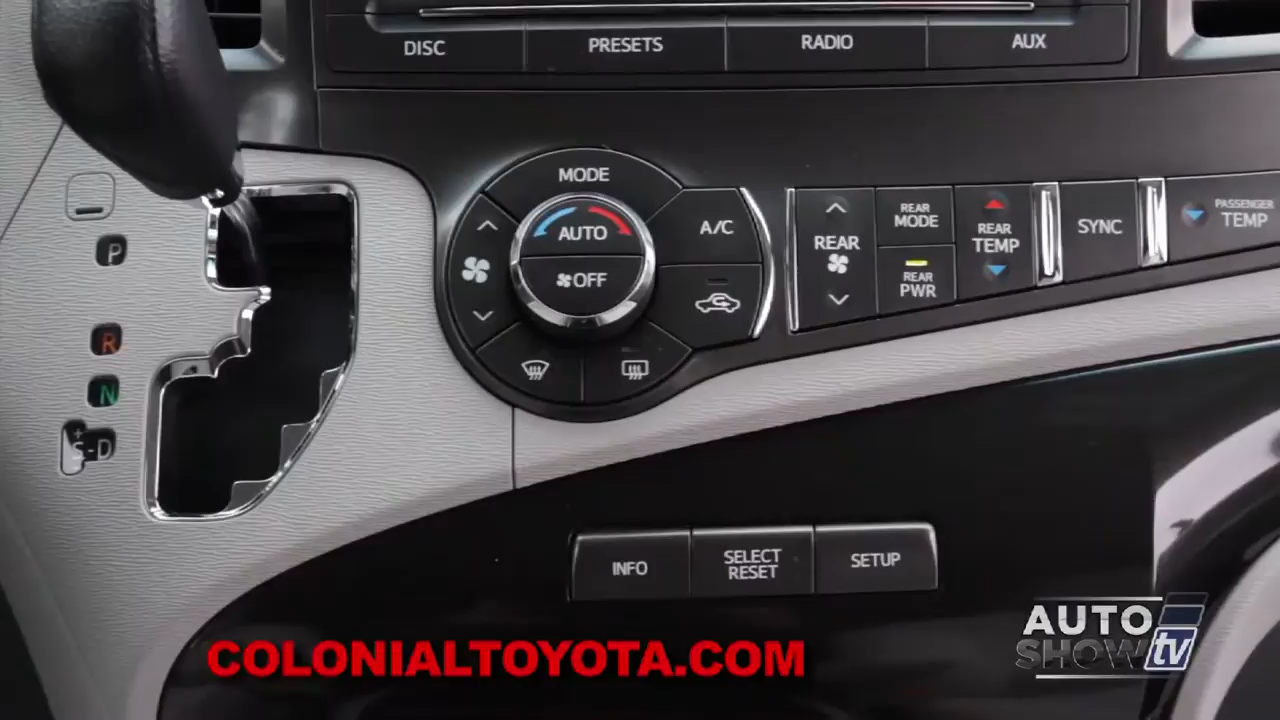 DISC
PRESETS
RADIO
AUX
MODE
AUTO
OFF
A/C
REAR
REAR
MODE
REAR
PWR
REAR
TEMP
SYNC
PASSENGER
TEMP
P
R
N
+
S-D
INFO
SELECT
RESET
SETUP
COLONIALTOYOTA.COM
AUTO
SHOW tv